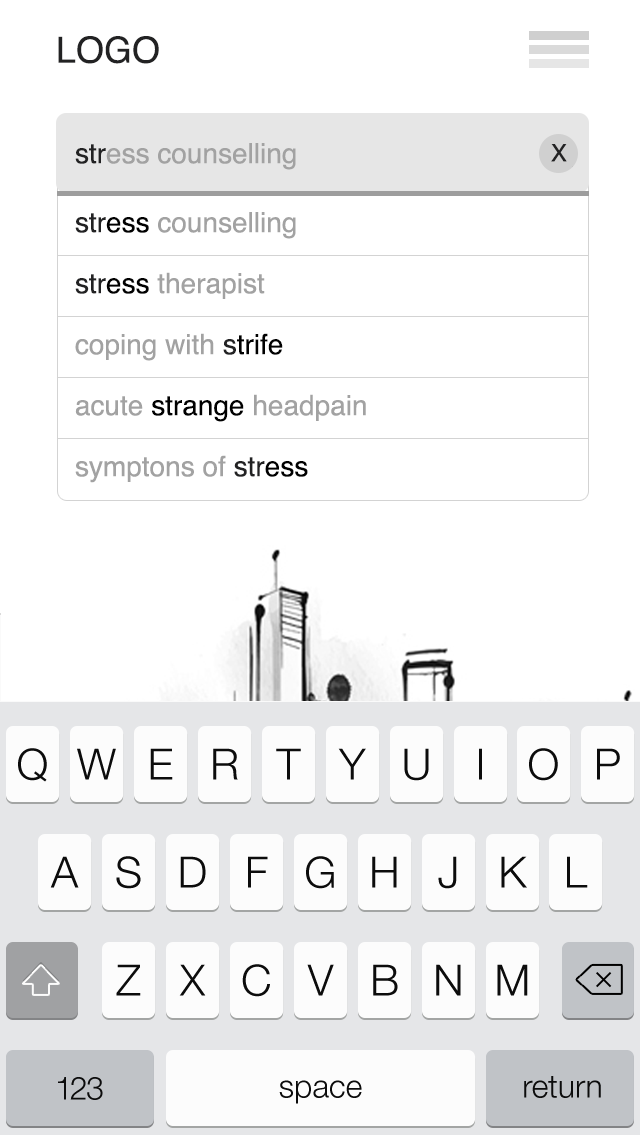 LOGO
stress counselling X
stress counselling
stress therapist
coping with strife
acute strange headpain
symptons of stress
Q W E R T Y U I O P
A S D F G H J K L
Z X C V B N M
123 space return